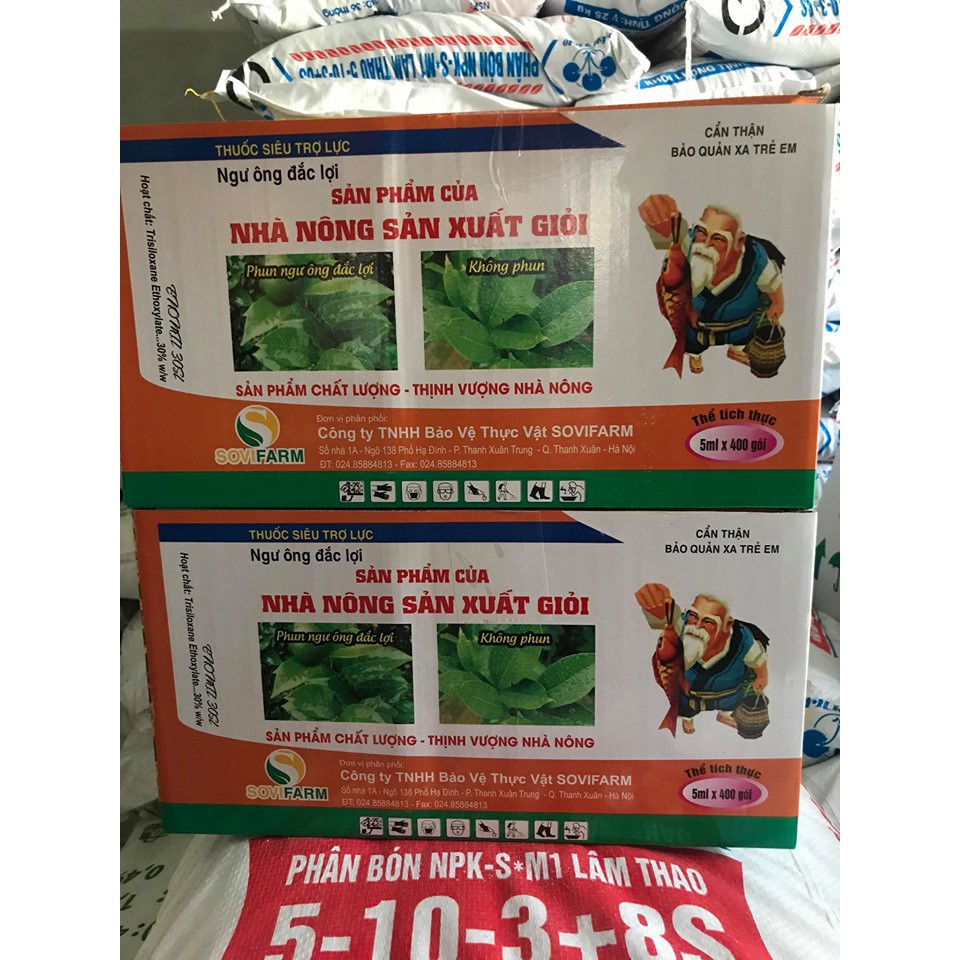 PHÂN BÓN NPK-S*M1 LÂM THAO 5-10-3+8S
25 kg
THUỐC SIÊU TRỢ LỰC
Ngư ông đắc lợi
SẢN PHẨM CỦA
NHÀ NÔNG SẢN XUẤT GIỎI
CẨN THẬN
BẢO QUẢN XA TRẺ EM
Hoạt chất: Trisiloxane Ethoxylate...30% w/w
Phun ngư ông đắc lợi
Không phun
SẢN PHẨM CHẤT LƯỢNG - THỊNH VƯỢNG NHÀ NÔNG
SOVIFARM
Đơn vị phân phối:
Công ty TNHH Bảo Vệ Thực Vật SOVIFARM
Số nhà 1A - Ngõ 138 Phố Hạ Đình - P. Thanh Xuân Trung - Q. Thanh Xuân - Hà Nội
ĐT: 024.85884813 - Fax: 024.85884813
Thể tích thực
5ml x 400 gói
THUỐC SIÊU TRỢ LỰC
Ngư ông đắc lợi
SẢN PHẨM CỦA
NHÀ NÔNG SẢN XUẤT GIỎI
CẨN THẬN
BẢO QUẢN XA TRẺ EM
Hoạt chất: Trisiloxane Ethoxylate...30% w/w
Phun ngư ông đắc lợi
Không phun
SẢN PHẨM CHẤT LƯỢNG - THỊNH VƯỢNG NHÀ NÔNG
SOVIFARM
Đơn vị phân phối:
Công ty TNHH Bảo Vệ Thực Vật SOVIFARM
Số nhà 1A - Ngõ 138 Phố Hạ Đình - P. Thanh Xuân Trung - Q. Thanh Xuân - Hà Nội
ĐT: 024.85884813 - Fax: 024.85884813
Thể tích thực
5ml x 400 gói
PHÂN BÓN NPK-S*M1 LÂM THAO
5-10-3+8S